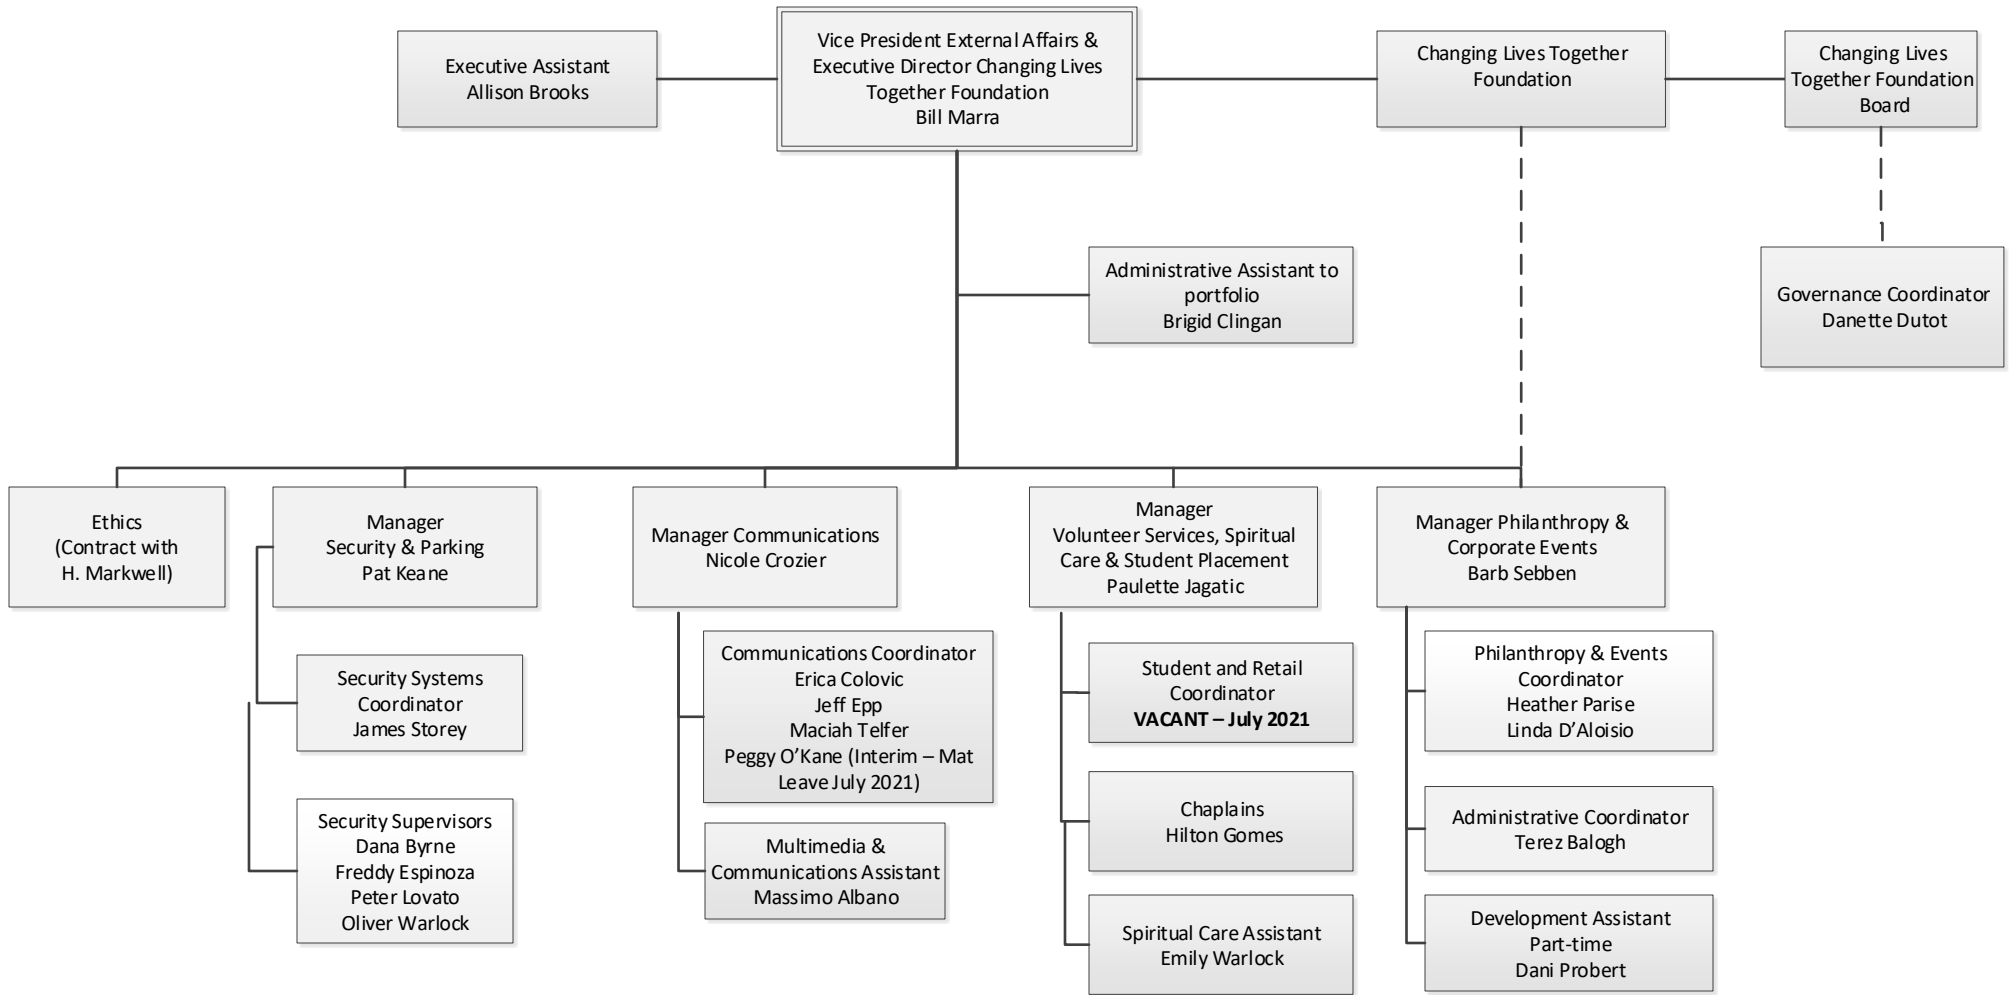 Executive Assistant
Allison Brooks
Vice President External Affairs &
Executive Director Changing Lives
Together Foundation
Bill Marra
Changing Lives Together
Foundation
Changing Lives
Together Foundation
Board
Administrative Assistant to
portfolio
Brigid Clingan
Governance Coordinator
Danette Dutot
Ethics
(Contract with
H. Markwell)
Manager
Security & Parking
Pat Keane
Manager Communications
Nicole Crozier
Manager
Volunteer Services, Spiritual
Care & Student Placement
Paulette Jagatic
Manager Philanthropy &
Corporate Events
Barb Sebben
Security Systems
Coordinator
James Storey
Security Supervisors
Dana Byrne
Freddy Espinoza
Peter Lovato
Oliver Warlock
Communications Coordinator
Erica Colovic
Jeff Epp
Maciah Telfer
Peggy O’Kane (Interim – Mat
Leave July 2021)
Multimedia &
Communications Assistant
Massimo Albano
Student and Retail
Coordinator
VACANT – July 2021
Chaplains
Hilton Gomes
Spiritual Care Assistant
Emily Warlock
Philanthropy & Events
Coordinator
Heather Parise
Linda D’Aloisio
Administrative Coordinator
Terez Balogh
Development Assistant
Part-time
Dani Probert